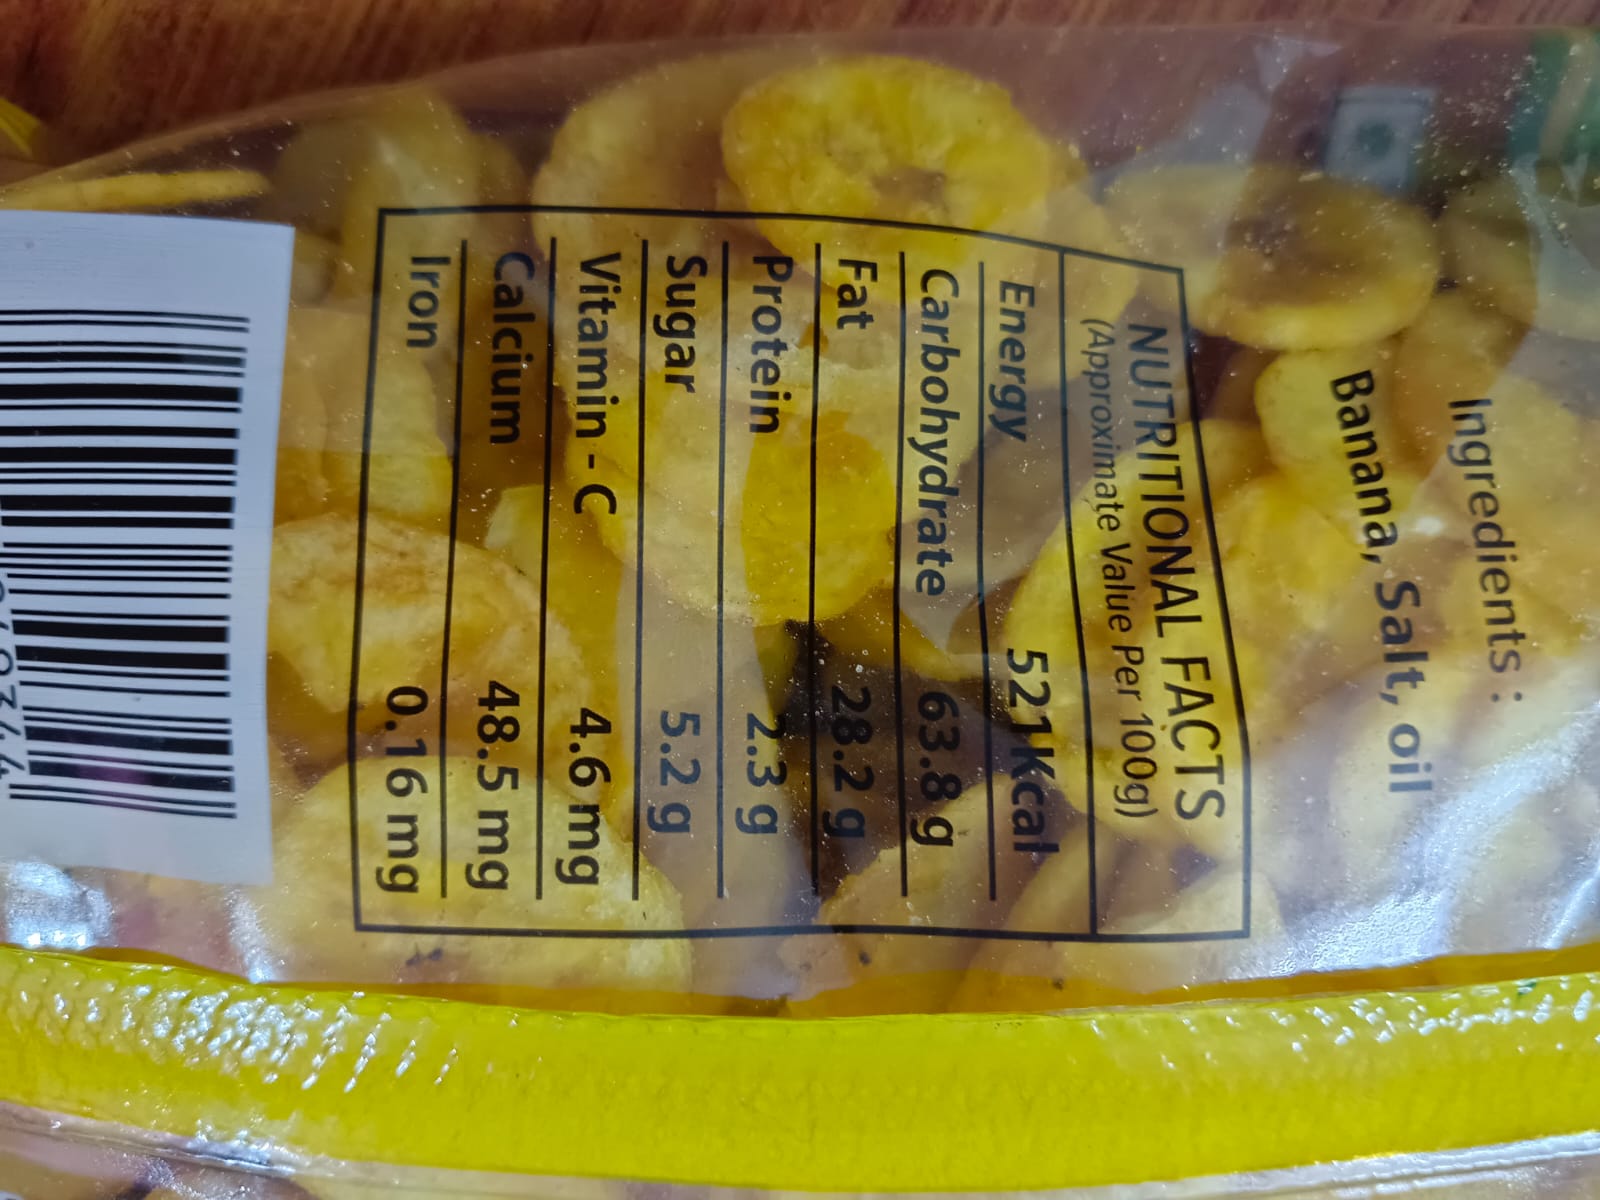 Ingredients :
Banana, Salt, oil
NUTRITIONAL FACTS
(Approximate Value Per 100g)
Energy 521Kcal
Carbohydrate 63.8 g
Fat 28.2 g
Protein 2.3 g
Sugar 5.2 g
Vitamin - C 4.6 mg
Calcium 48.5 mg
Iron 0.16 mg